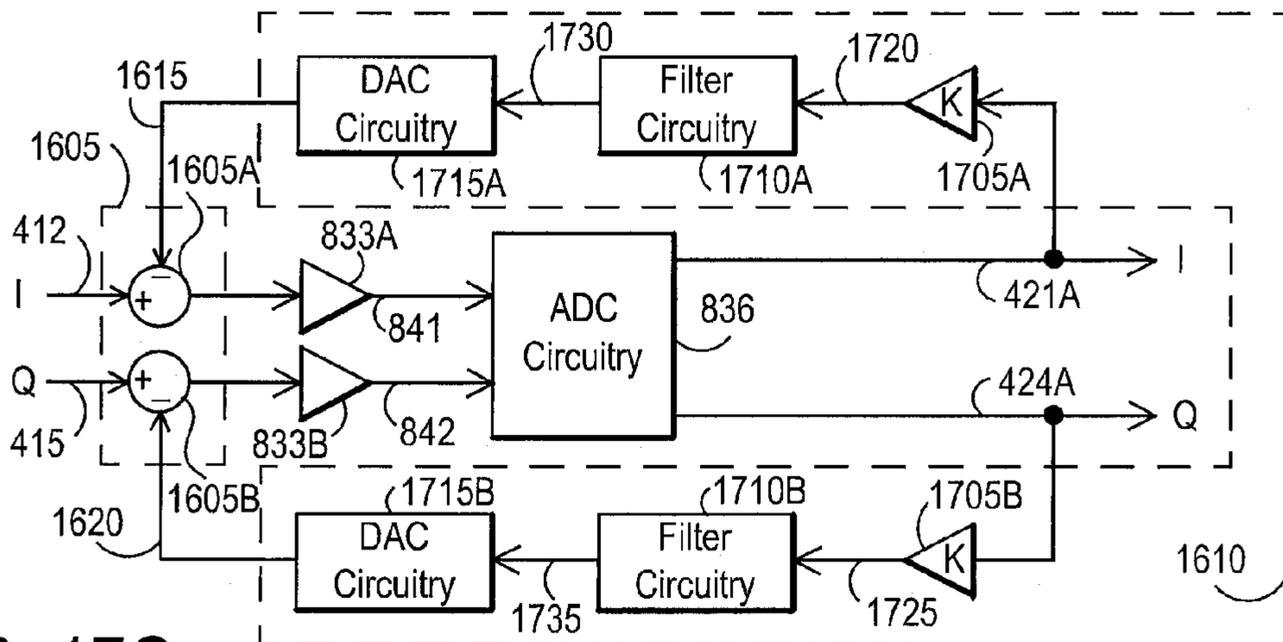 1730
1720
1615
DAC
Circuitry
Filter
Circuitry
K
1605
1605A
1715A
1710A
1705A
412
833A
−
I
+
841
ADC
Circuitry
836
421A
I
Q
+
−
415
833B
842
424A
Q
1605B
1715B
1710B
1705B
1620
DAC
Circuitry
Filter
Circuitry
K
1610
1735
1725